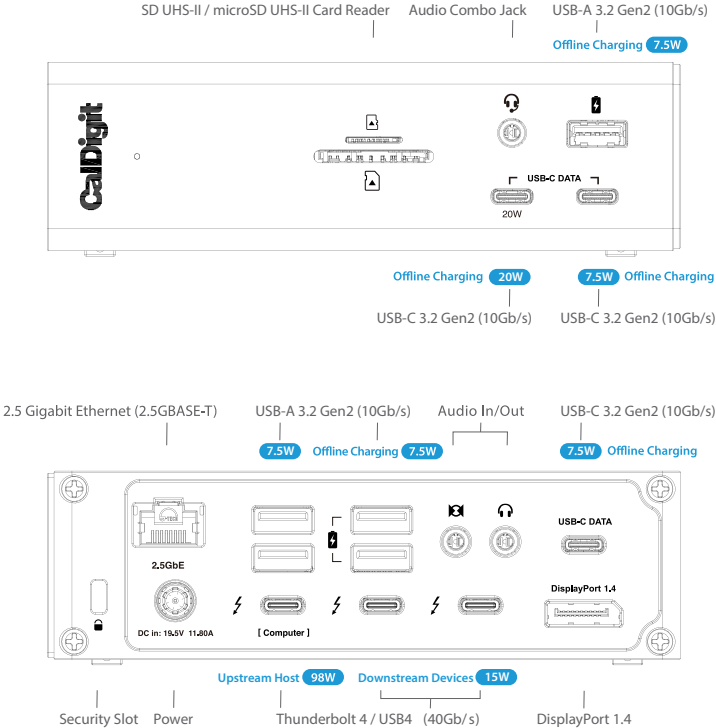 SD UHS-II / microSD UHS-II Card Reader
Audio Combo Jack
USB-A 3.2 Gen2 (10Gb/s)
Offline Charging 7.5W
CalDigit
USB-C DATA
20W
Offline Charging 20W
7.5W Offline Charging
USB-C 3.2 Gen2 (10Gb/s)
USB-C 3.2 Gen2 (10Gb/s)
2.5 Gigabit Ethernet (2.5GBASE-T)
USB-A 3.2 Gen2 (10Gb/s)
Audio In/Out
USB-C 3.2 Gen2 (10Gb/s)
7.5W
Offline Charging 7.5W
7.5W Offline Charging
USB-C DATA
2.5GbE
DisplayPort 1.4
DC in: 19.5V 11.80A
[ Computer ]
Upstream Host 98W
Downstream Devices 15W
Security Slot
Power
Thunderbolt 4 / USB4 (40Gb/s)
DisplayPort 1.4